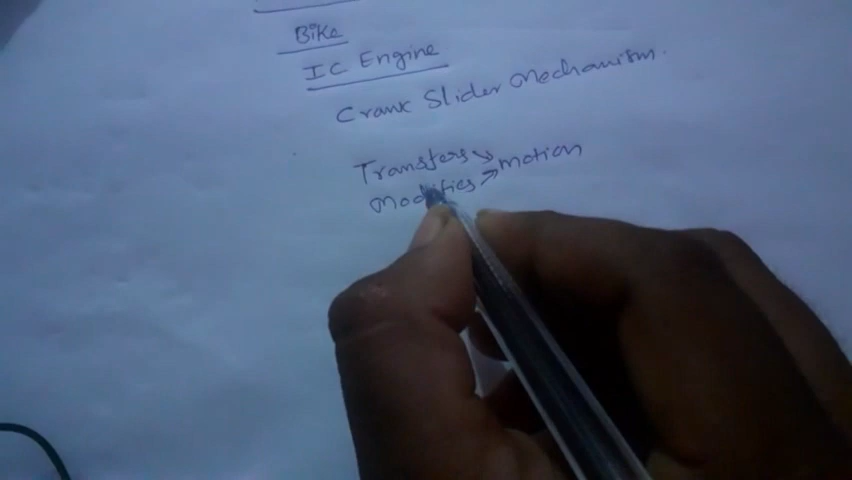 Bike
IC Engine
Crank Slider Mechanism.
Transfers ↘ motion
Modifies ↗